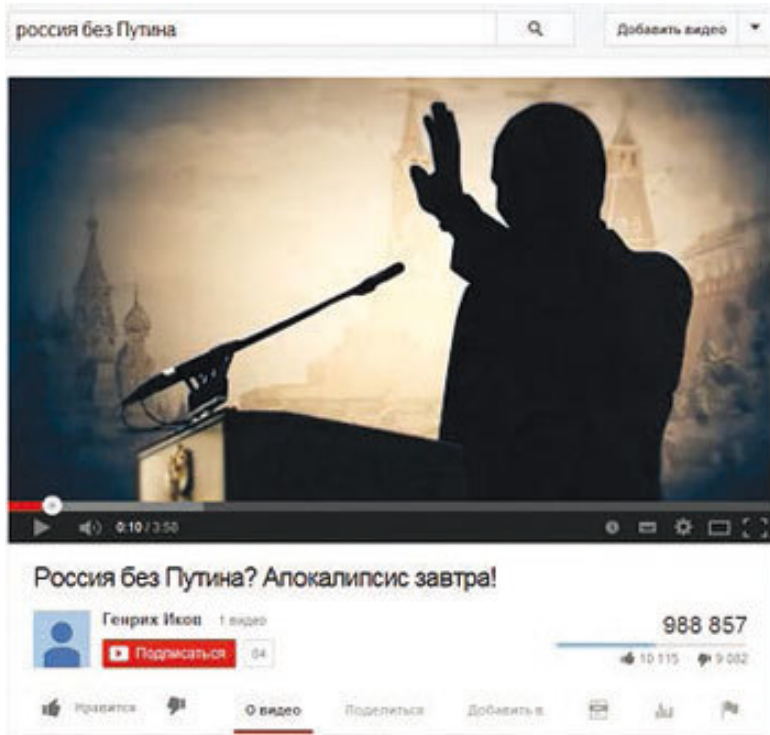 россия без Путина
Добавить видео
0:10 / 3:50
Россия без Путина? Апокалипсис завтра!
Генрих Иков 1 видео
Подписаться 84
988 857
10 115 9 082
Нравится О видео Поделиться Добавить в